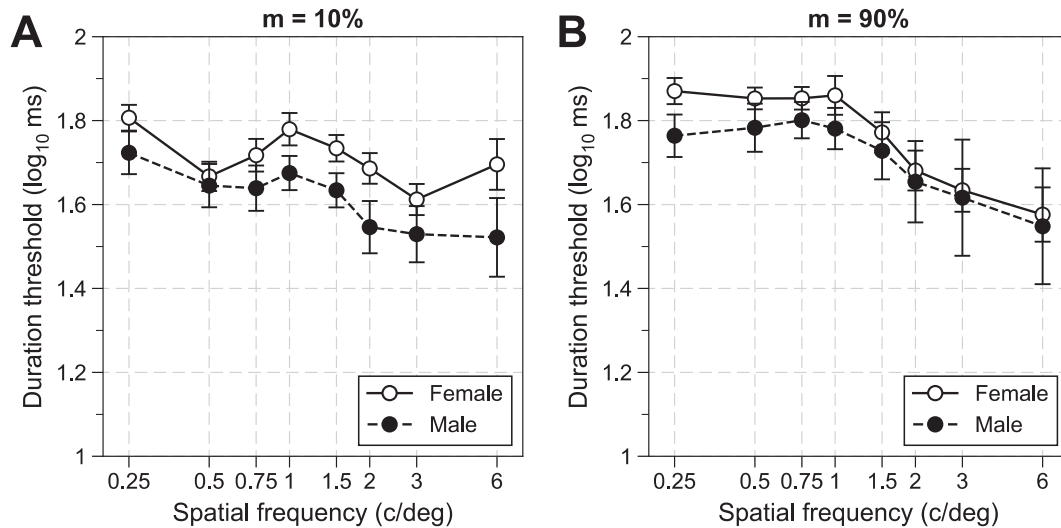 A
m = 10%
Duration threshold (log10 ms)
2
1.8
1.6
1.4
1.2
1
0.25 0.5 0.75 1 1.5 2 3 6
Spatial frequency (c/deg)
Female
Male
B
m = 90%
Duration threshold (log10 ms)
2
1.8
1.6
1.4
1.2
1
0.25 0.5 0.75 1 1.5 2 3 6
Spatial frequency (c/deg)
Female
Male